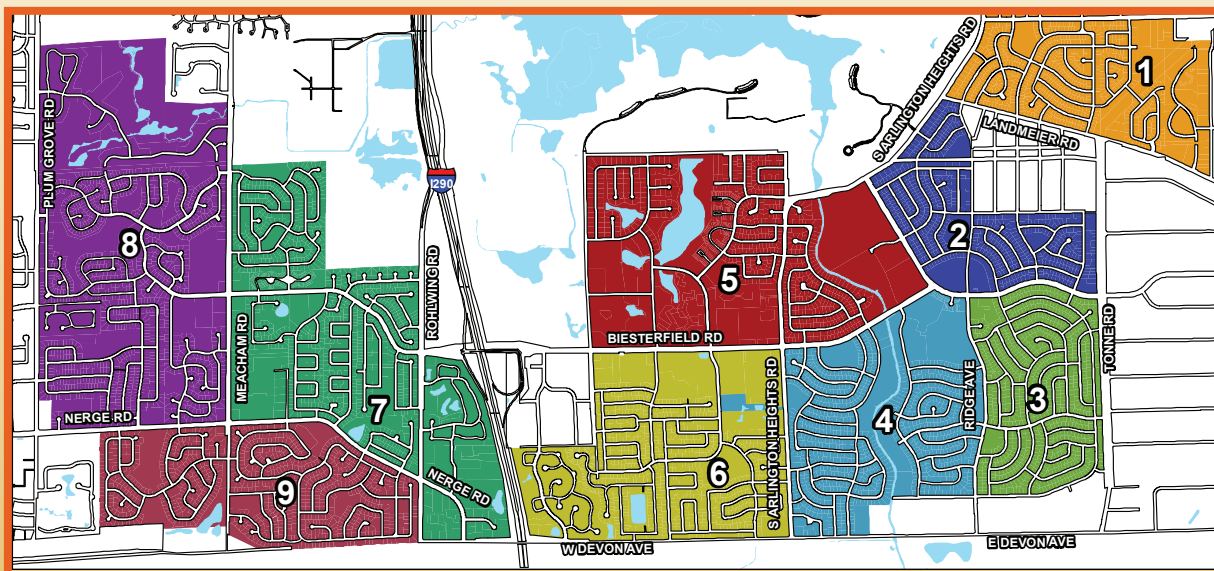 1
S ARLINGTON HEIGHTS RD
LANDMEIER RD
PLUM GROVE RD
I290
8
2
ROHLWING RD
5
MEACHAM RD
BIESTERFIELD RD
TONNE RD
RIDGE AVE
3
NERGE RD
7
4
S ARLINGTON HEIGHTS RD
6
NERGE RD
9
W DEVON AVE
E DEVON AVE